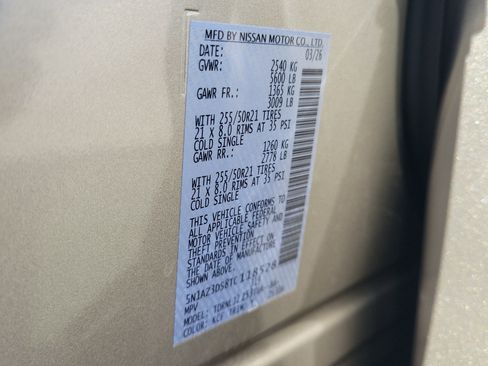 MFD BY NISSAN MOTOR CO., LTD.
DATE: 03/26
GVWR: 2540 KG
5600 LB
GAWR FR.: 1365 KG
3009 LB
WITH 255/50R21 TIRES
21 X 8.0 RIMS AT 35 PSI
COLD SINGLE
GAWR RR.: 1260 KG
2778 LB
WITH 255/50R21 TIRES
21 X 8.0 RIMS AT 35 PSI
COLD SINGLE
THIS VEHICLE CONFORMS TO
ALL APPLICABLE FEDERAL
MOTOR VEHICLE SAFETY AND
THEFT PREVENTION
STANDARDS IN EFFECT ON
THE DATE OF MANUFACTURE
SHOWN ABOVE.
5N1AZ3DS8TC118528
MPV
MODEL:
COLOR: KCF TRIM: